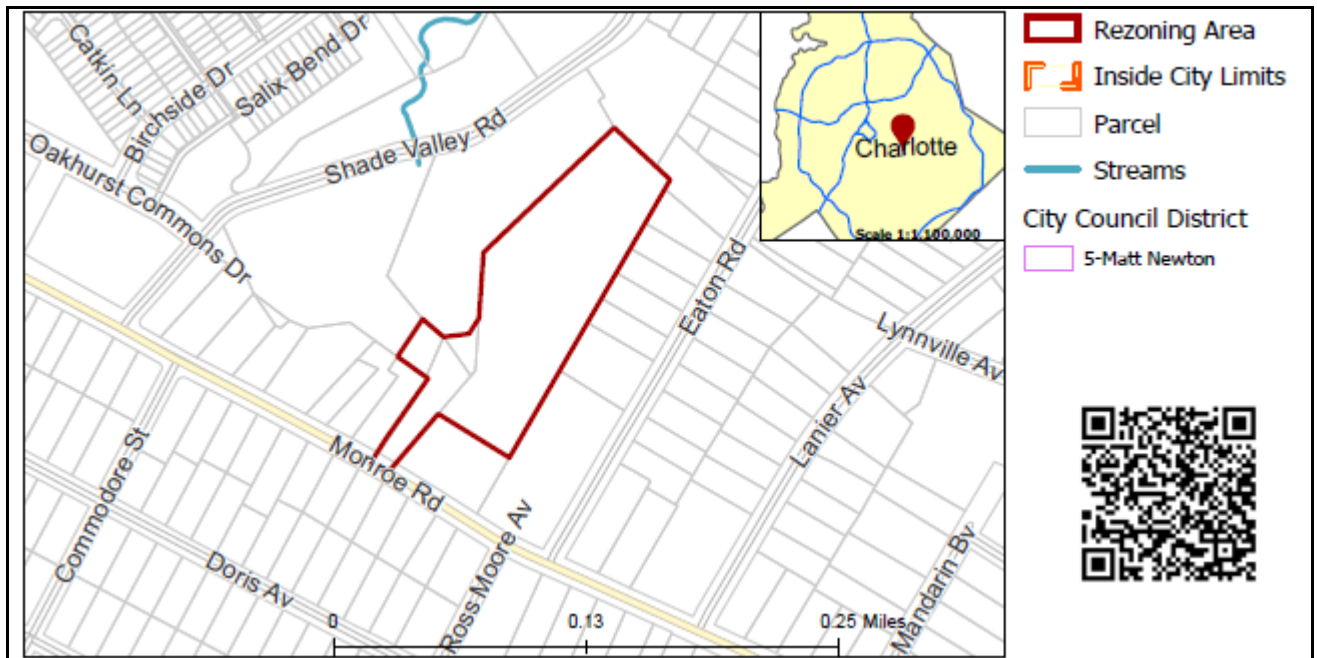 Catkin Ln
Birchside Dr
Salix Bend Dr
Oakhurst Commons Dr
Shade Valley Rd
Eaton Rd
Lynnville Av
Lanier Av
Monroe Rd
Commodore St
Doris Av
Ross Moore Av
Mandarin Bv
0
0.13
0.25 Miles
Charlotte
Scale 1:1,100,000
Rezoning Area
Inside City Limits
Parcel
Streams
City Council District
5-Matt Newton